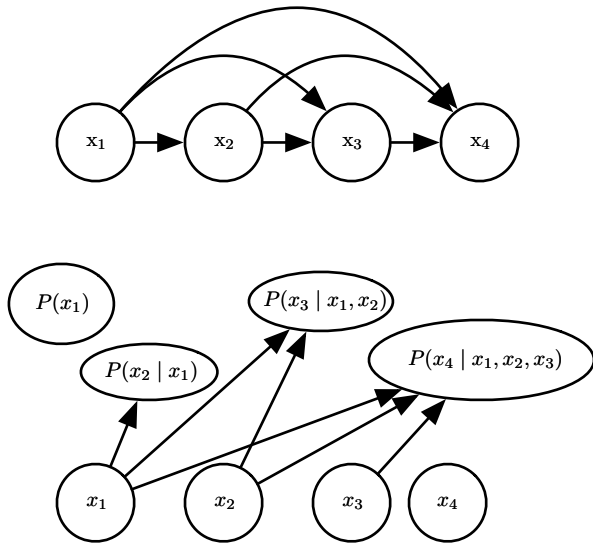 x₁ x₂ x₃ x₄
P(x₁)
P(x₃ | x₁, x₂)
P(x₂ | x₁)
P(x₄ | x₁, x₂, x₃)
x₁ x₂ x₃ x₄